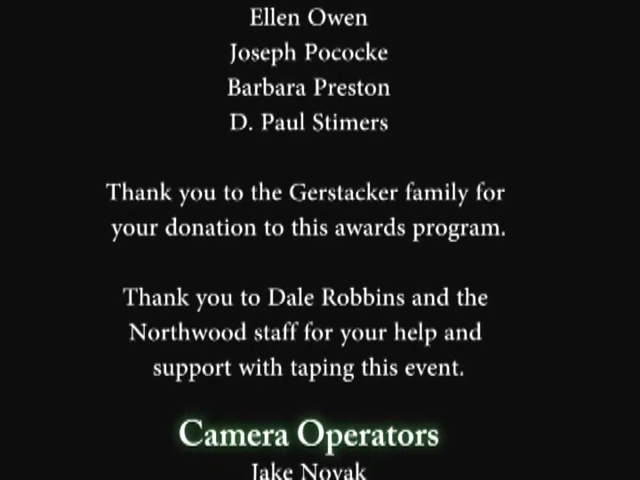 Ellen Owen
Joseph Pococke
Barbara Preston
D. Paul Stimers
Thank you to the Gerstacker family for
your donation to this awards program.
Thank you to Dale Robbins and the
Northwood staff for your help and
support with taping this event.
Camera Operators
Jake Novak